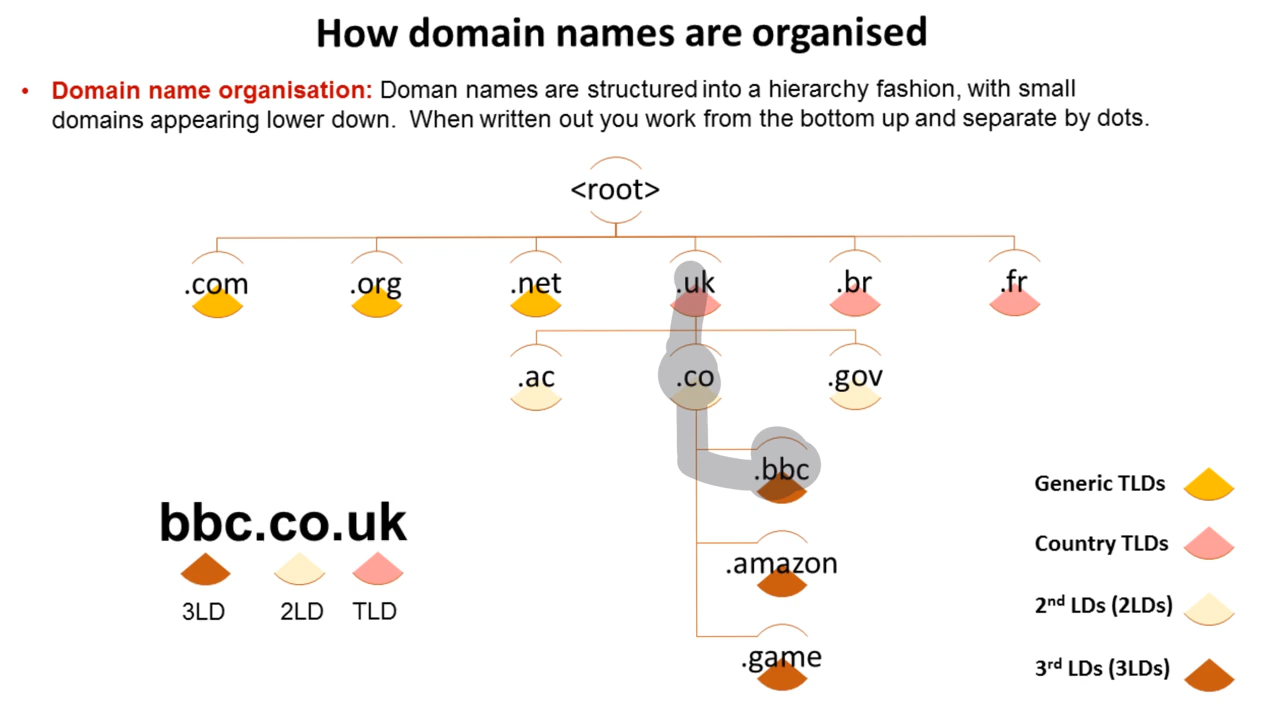 How domain names are organised
• Domain name organisation: Doman names are structured into a hierarchy fashion, with small
domains appearing lower down. When written out you work from the bottom up and separate by dots.
<root>
.com .org .net .uk .br .fr
.ac .co .gov
.bbc
.amazon
.game
bbc.co.uk
3LD 2LD TLD
Generic TLDs
Country TLDs
2nd LDs (2LDs)
3rd LDs (3LDs)